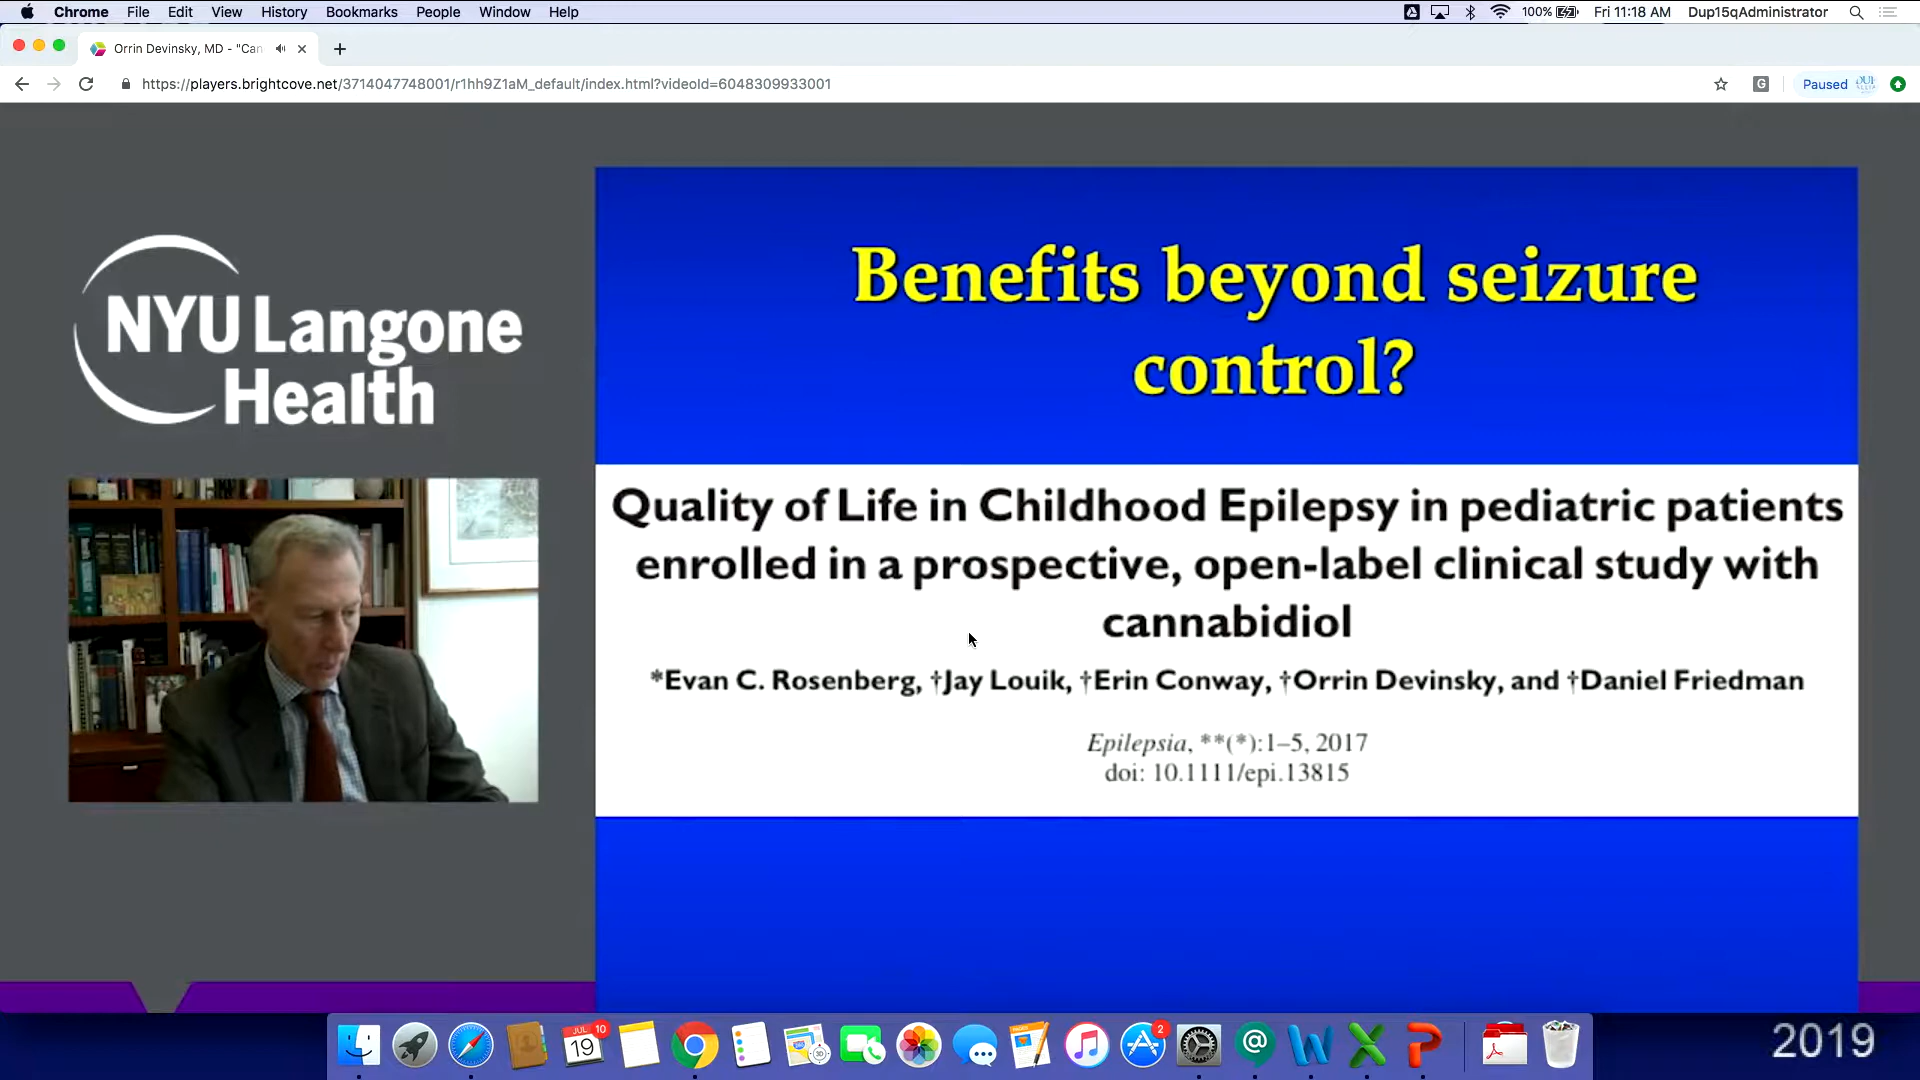 Chrome File Edit View History Bookmarks People Window Help 100% Fri 11:18 AM Dup15qAdministrator
Orrin Devinsky, MD - "Can
https://players.brightcove.net/3714047748001/r1hh9Z1aM_default/index.html?videoId=6048309933001 Paused
NYU Langone
Health
Benefits beyond seizure
control?
Quality of Life in Childhood Epilepsy in pediatric patients
enrolled in a prospective, open-label clinical study with
cannabidiol
*Evan C. Rosenberg, †Jay Louik, †Erin Conway, †Orrin Devinsky, and †Daniel Friedman
Epilepsia, **(*):1–5, 2017
doi: 10.1111/epi.13815
JUL 10
19
2
2019